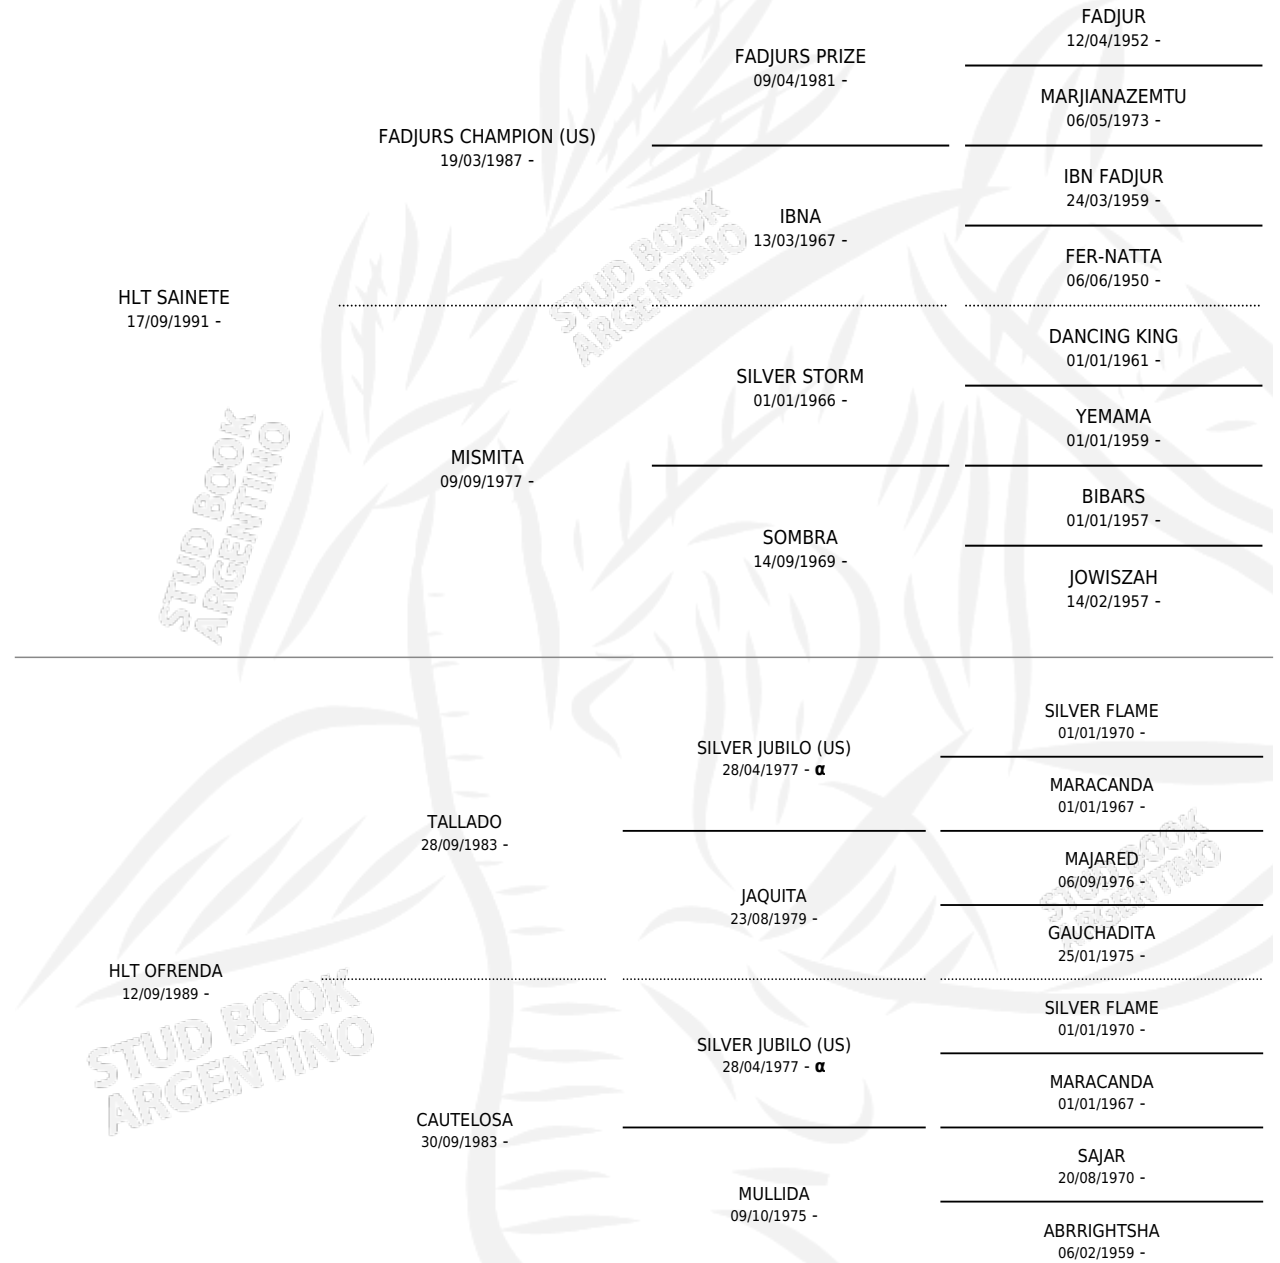 FADJUR
12/04/1952 -
FADJURS PRIZE
09/04/1981 -
MARJIANAZEMTU
06/05/1973 -
FADJURS CHAMPION (US)
19/03/1987 -
IBN FADJUR
24/03/1959 -
IBNA
13/03/1967 -
FER-NATTA
06/06/1950 -
HLT SAINETE
17/09/1991 -
DANCING KING
01/01/1961 -
SILVER STORM
01/01/1966 -
YEMAMA
01/01/1959 -
MISMITA
09/09/1977 -
BIBARS
01/01/1957 -
SOMBRA
14/09/1969 -
JOWISZAH
14/02/1957 -
STUD BOOK
ARGENTINO
STUD BOOK
ARGENTINO
SILVER FLAME
01/01/1970 -
SILVER JUBILO (US)
28/04/1977 - α
MARACANDA
01/01/1967 -
TALLADO
28/09/1983 -
MAJARED
06/09/1976 -
JAQUITA
23/08/1979 -
GAUCHADITA
25/01/1975 -
HLT OFRENDA
12/09/1989 -
SILVER FLAME
01/01/1970 -
SILVER JUBILO (US)
28/04/1977 - α
MARACANDA
01/01/1967 -
CAUTELOSA
30/09/1983 -
SAJAR
20/08/1970 -
MULLIDA
09/10/1975 -
ABRRIGHTSHA
06/02/1959 -
STUD BOOK
ARGENTINO
STUD BOOK
ARGENTINO